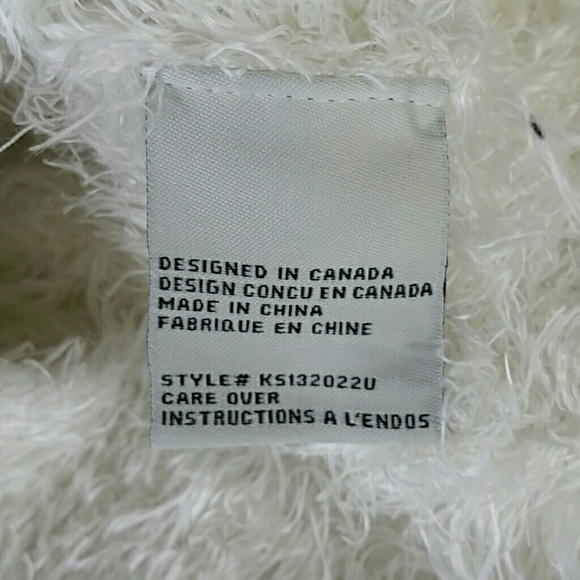 DESIGNED IN CANADA
DESIGN CONCU EN CANADA
MADE IN CHINA
FABRIQUE EN CHINE
STYLE# KS132022U
CARE OVER
INSTRUCTIONS A L'ENDOS